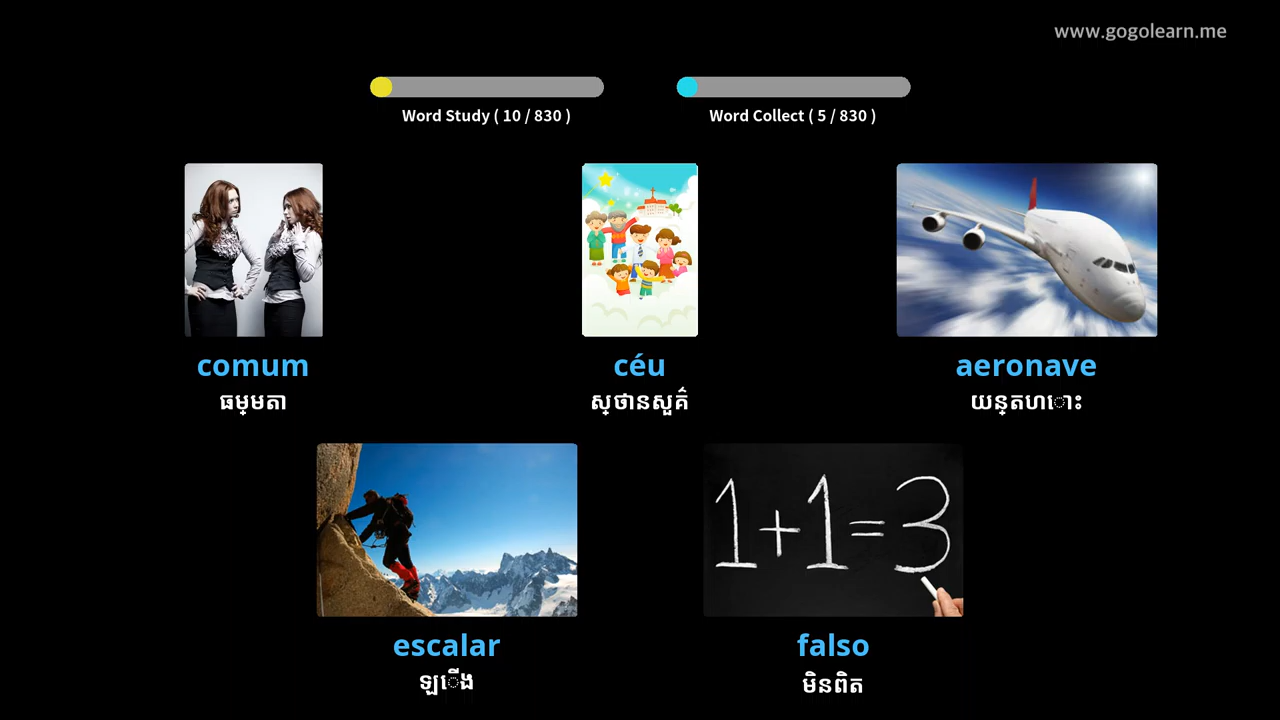 www.gogolearn.me
Word Study ( 10 / 830 )
Word Collect ( 5 / 830 )
comum
ធម្មតា
céu
ស្ថានសួគ៌
aeronave
យន្តហោះ
1+1=3
escalar
ឡើង
falso
មិនពិត